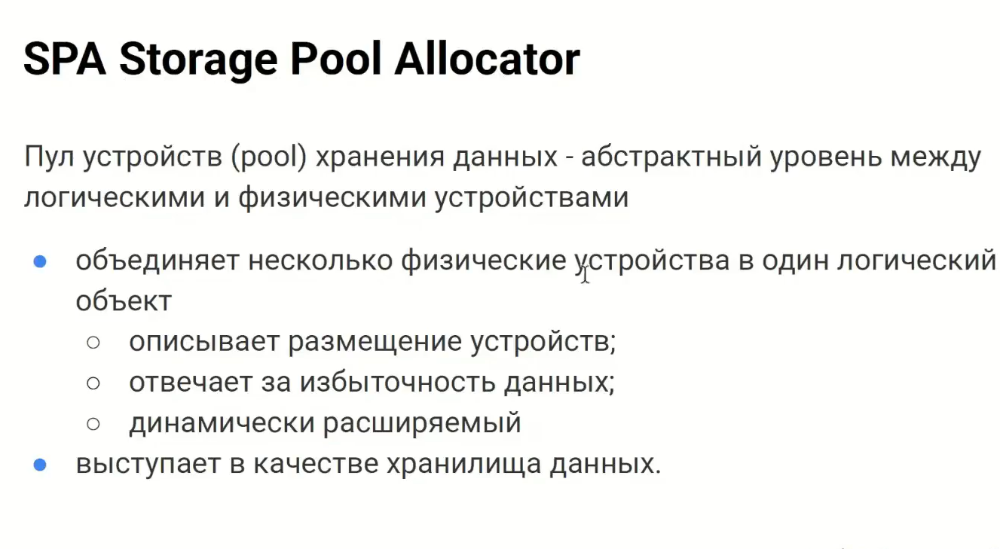 SPA Storage Pool Allocator
Пул устройств (pool) хранения данных - абстрактный уровень между
логическими и физическими устройствами
● объединяет несколько физические устройства в один логический
объект
○ описывает размещение устройств;
○ отвечает за избыточность данных;
○ динамически расширяемый
● выступает в качестве хранилища данных.